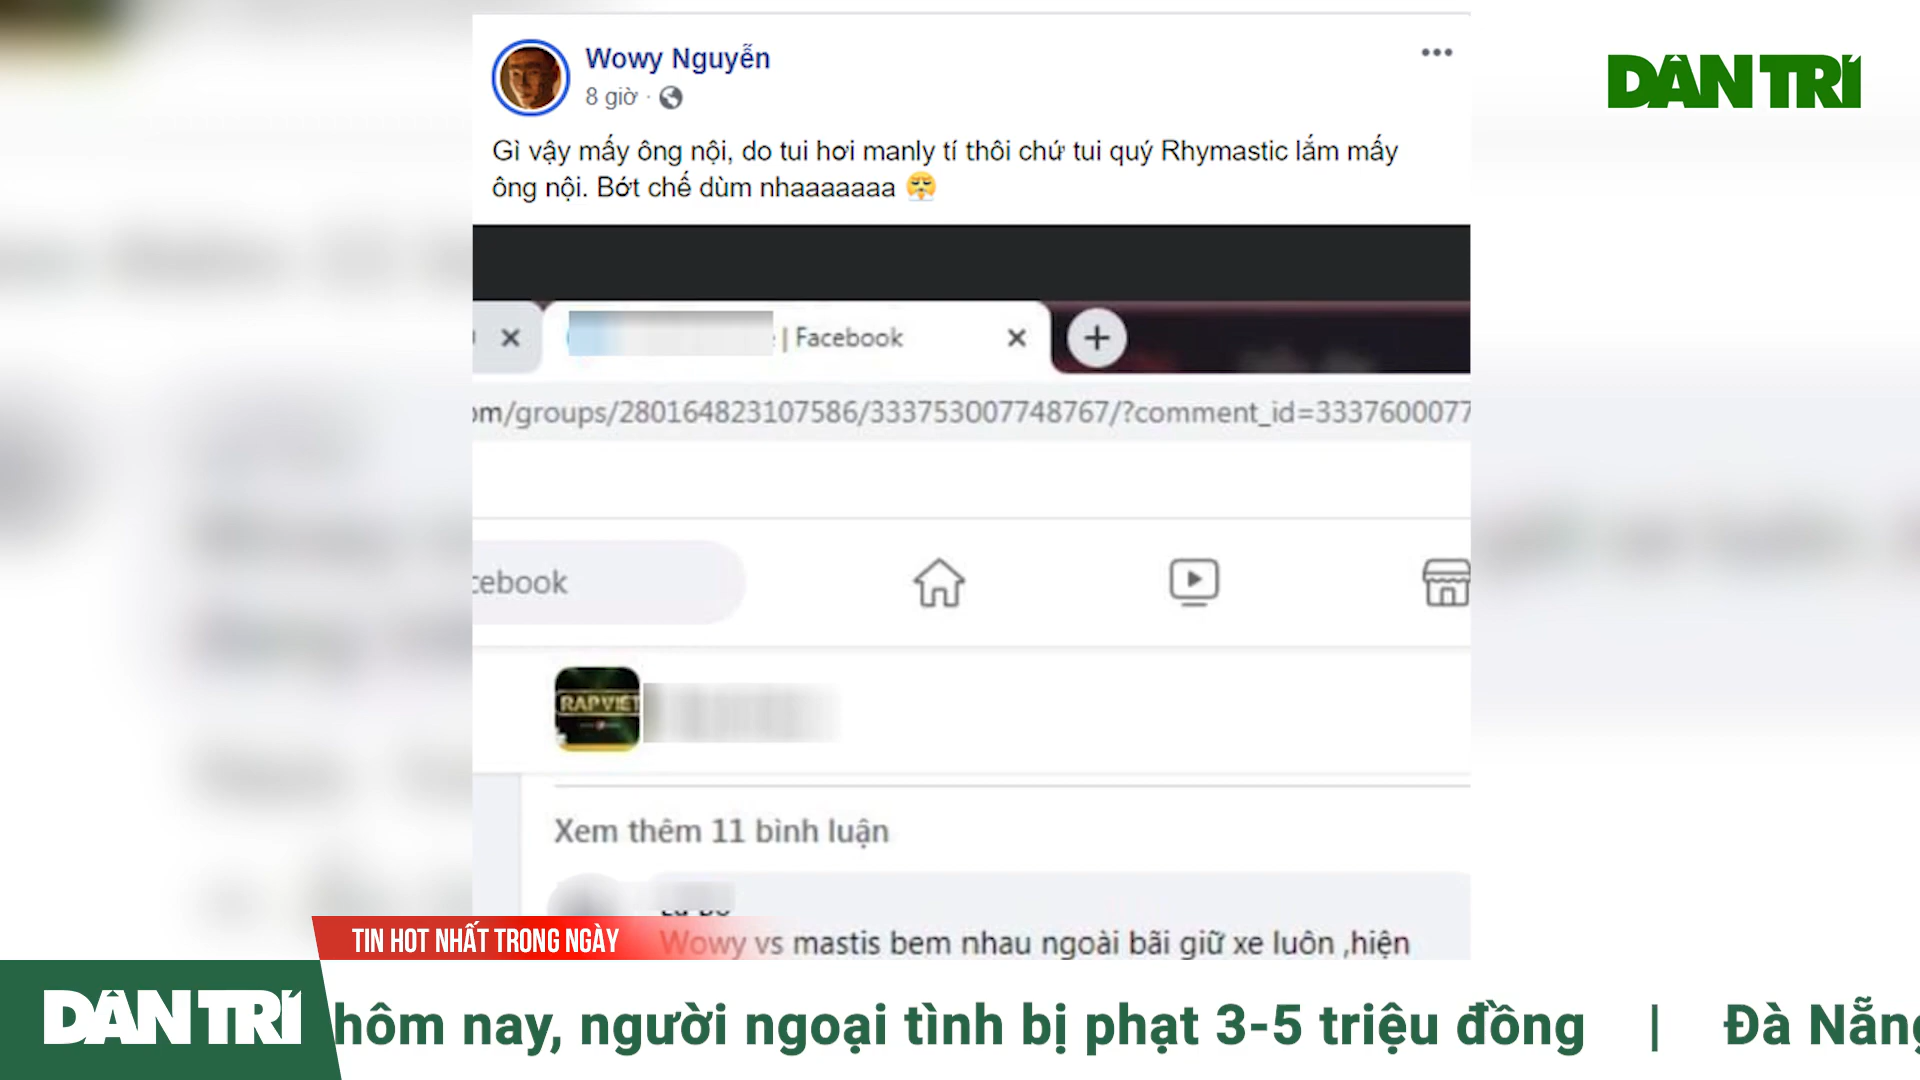 Wowy Nguyễn
8 giờ ·
DÂN TRÍ
Gì vậy mấy ông nội, do tui hơi manly tí thôi chứ tui quý Rhymastic lắm mấy
ông nội. Bớt chế dùm nhaaaaaaa
| Facebook
om/groups/280164823107586/333753007748767/?comment_id=3337600077
cebook
RAP VIỆT
Xem thêm 11 bình luận
Wowy vs mastis bem nhau ngoài bãi giữ xe luôn ,hiện
TIN HOT NHẤT TRONG NGÀY
DÂN TRÍ
hôm nay, người ngoại tình bị phạt 3-5 triệu đồng | Đà Nẵng